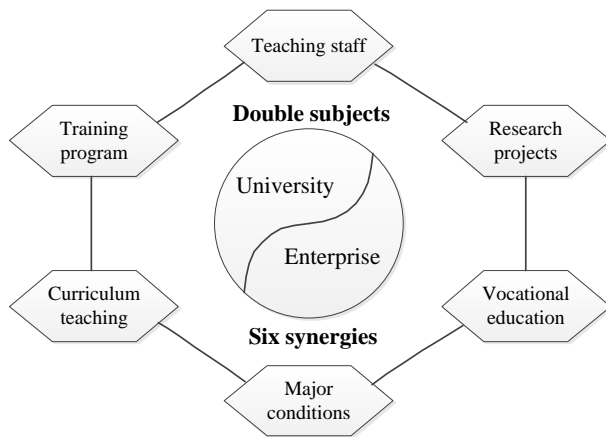 Teaching staff
Double subjects
Training
program
Research
projects
University
Enterprise
Curriculum
teaching
Vocational
education
Six synergies
Major
conditions